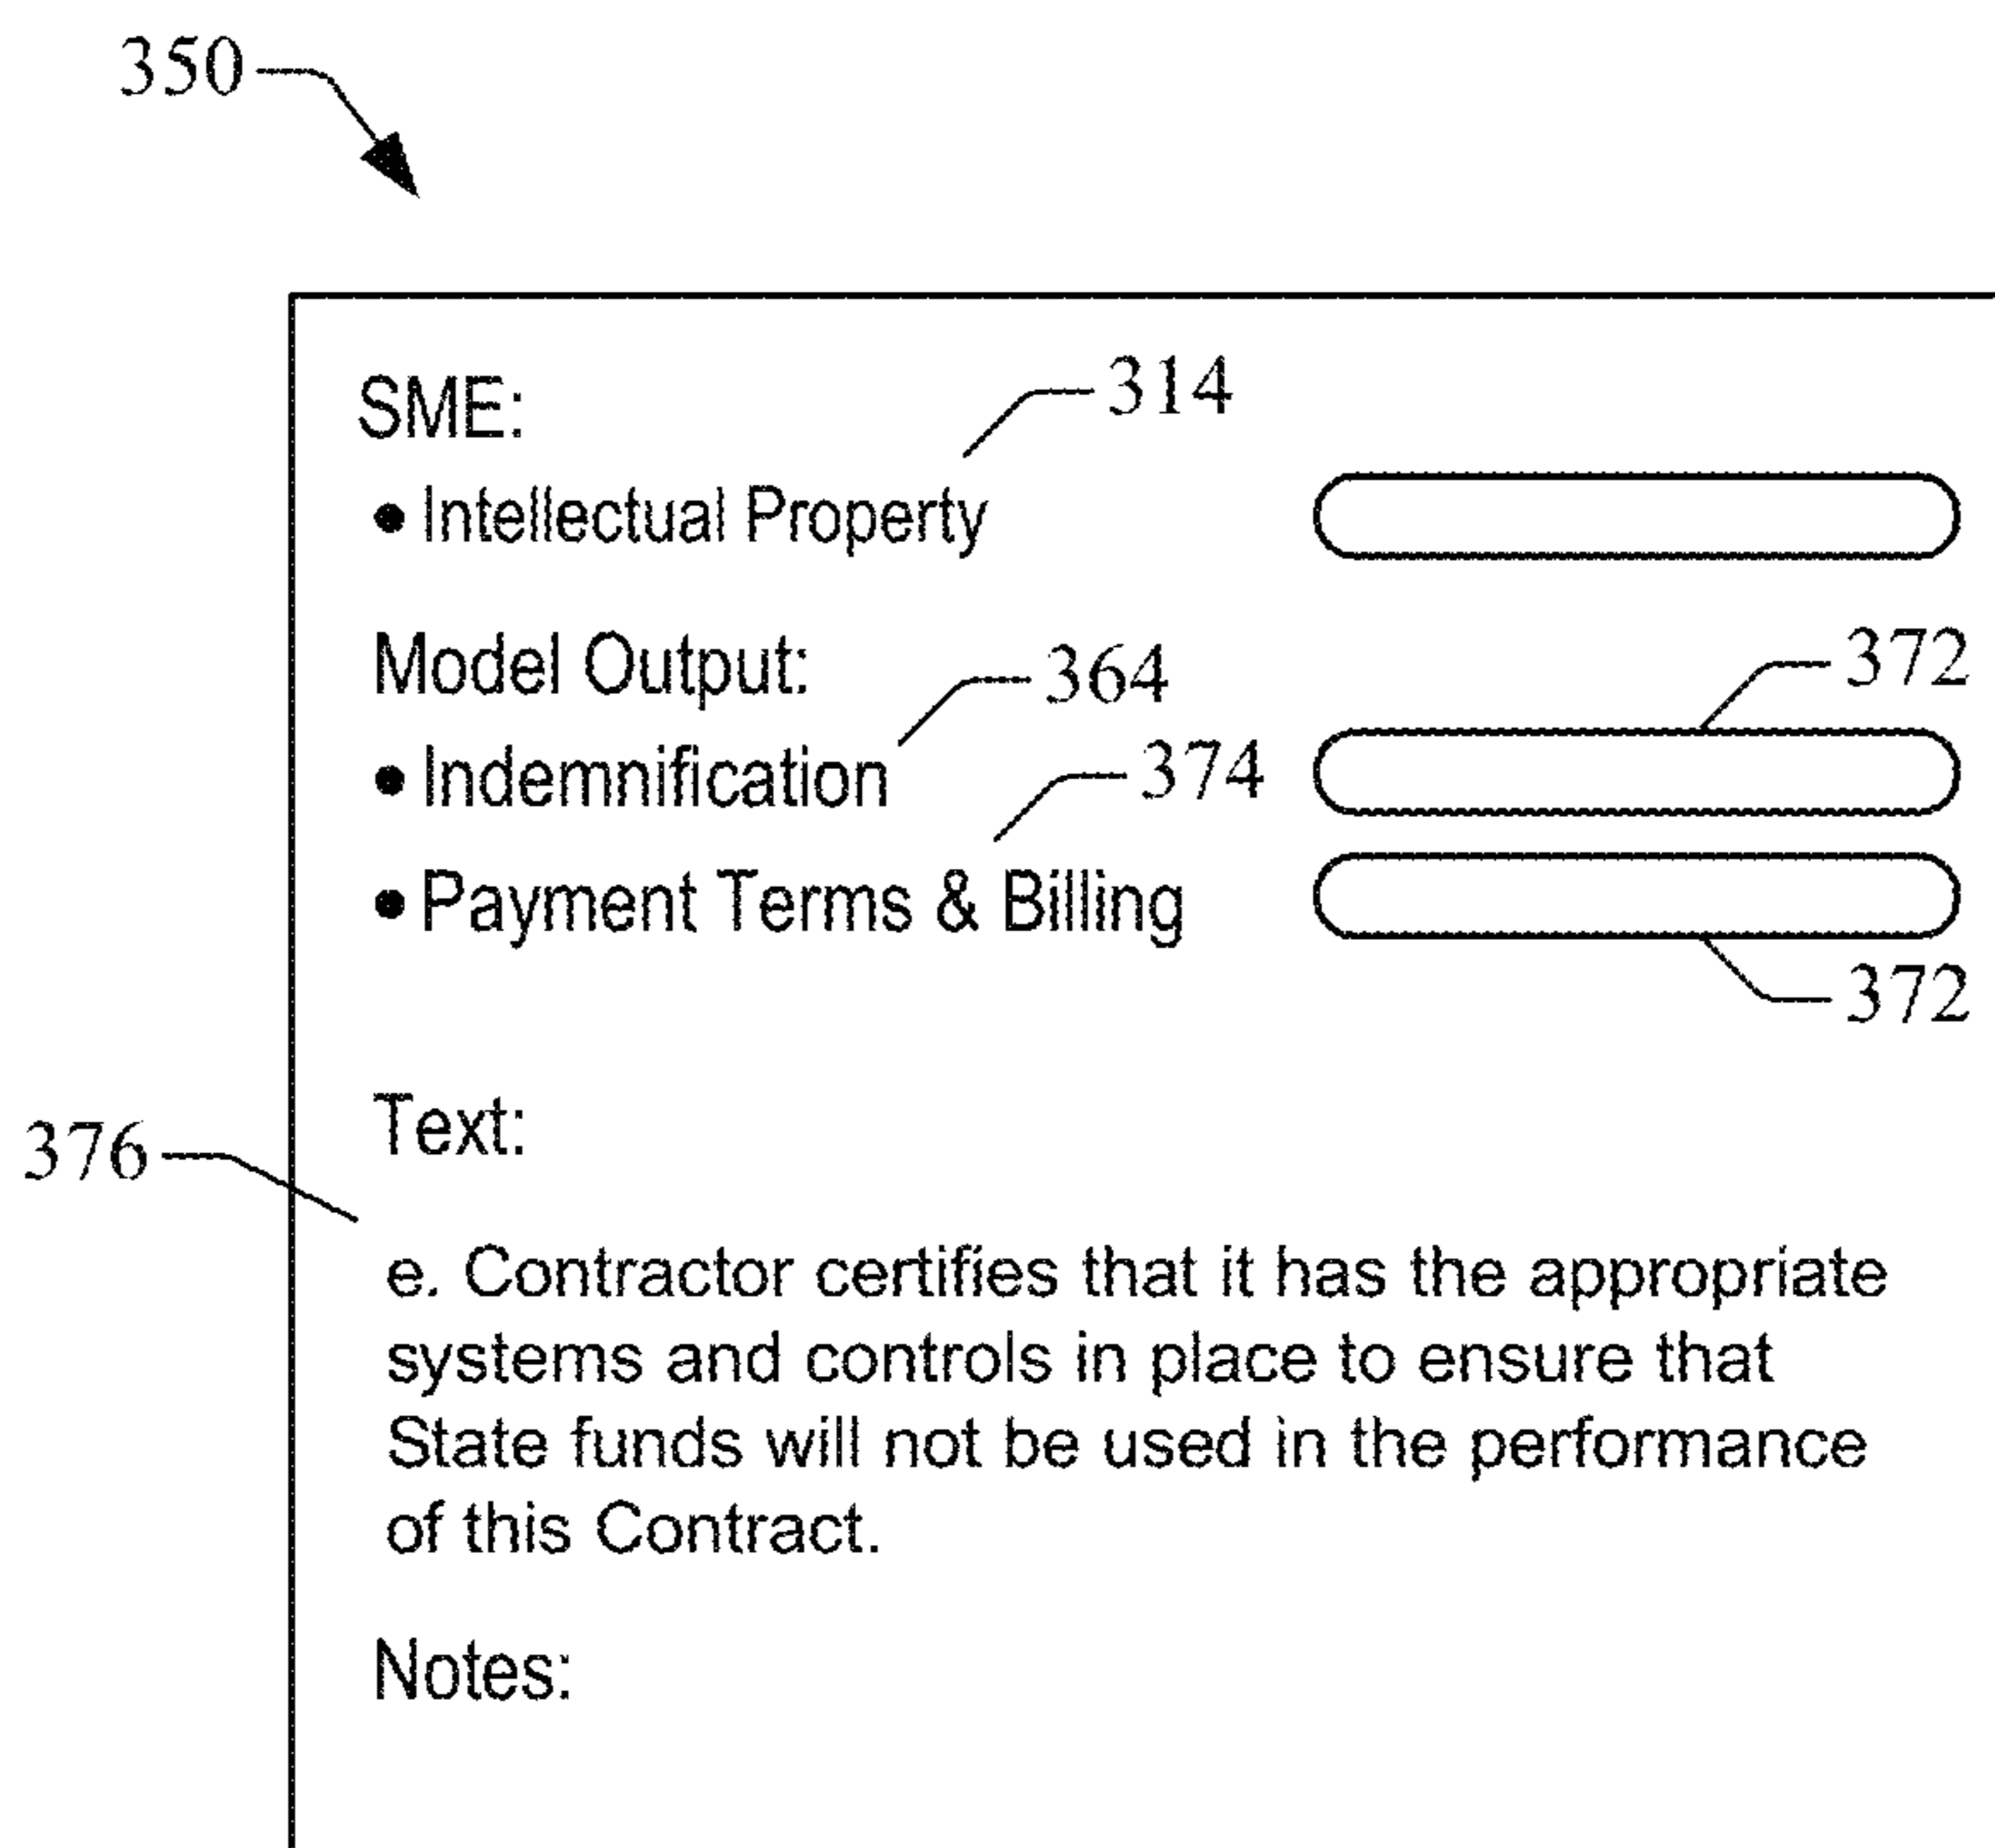 350
SME:
314
• Intellectual Property
Model Output:
364
372
• Indemnification
374
• Payment Terms & Billing
372
Text:
376
e. Contractor certifies that it has the appropriate
systems and controls in place to ensure that
State funds will not be used in the performance
of this Contract.
Notes: